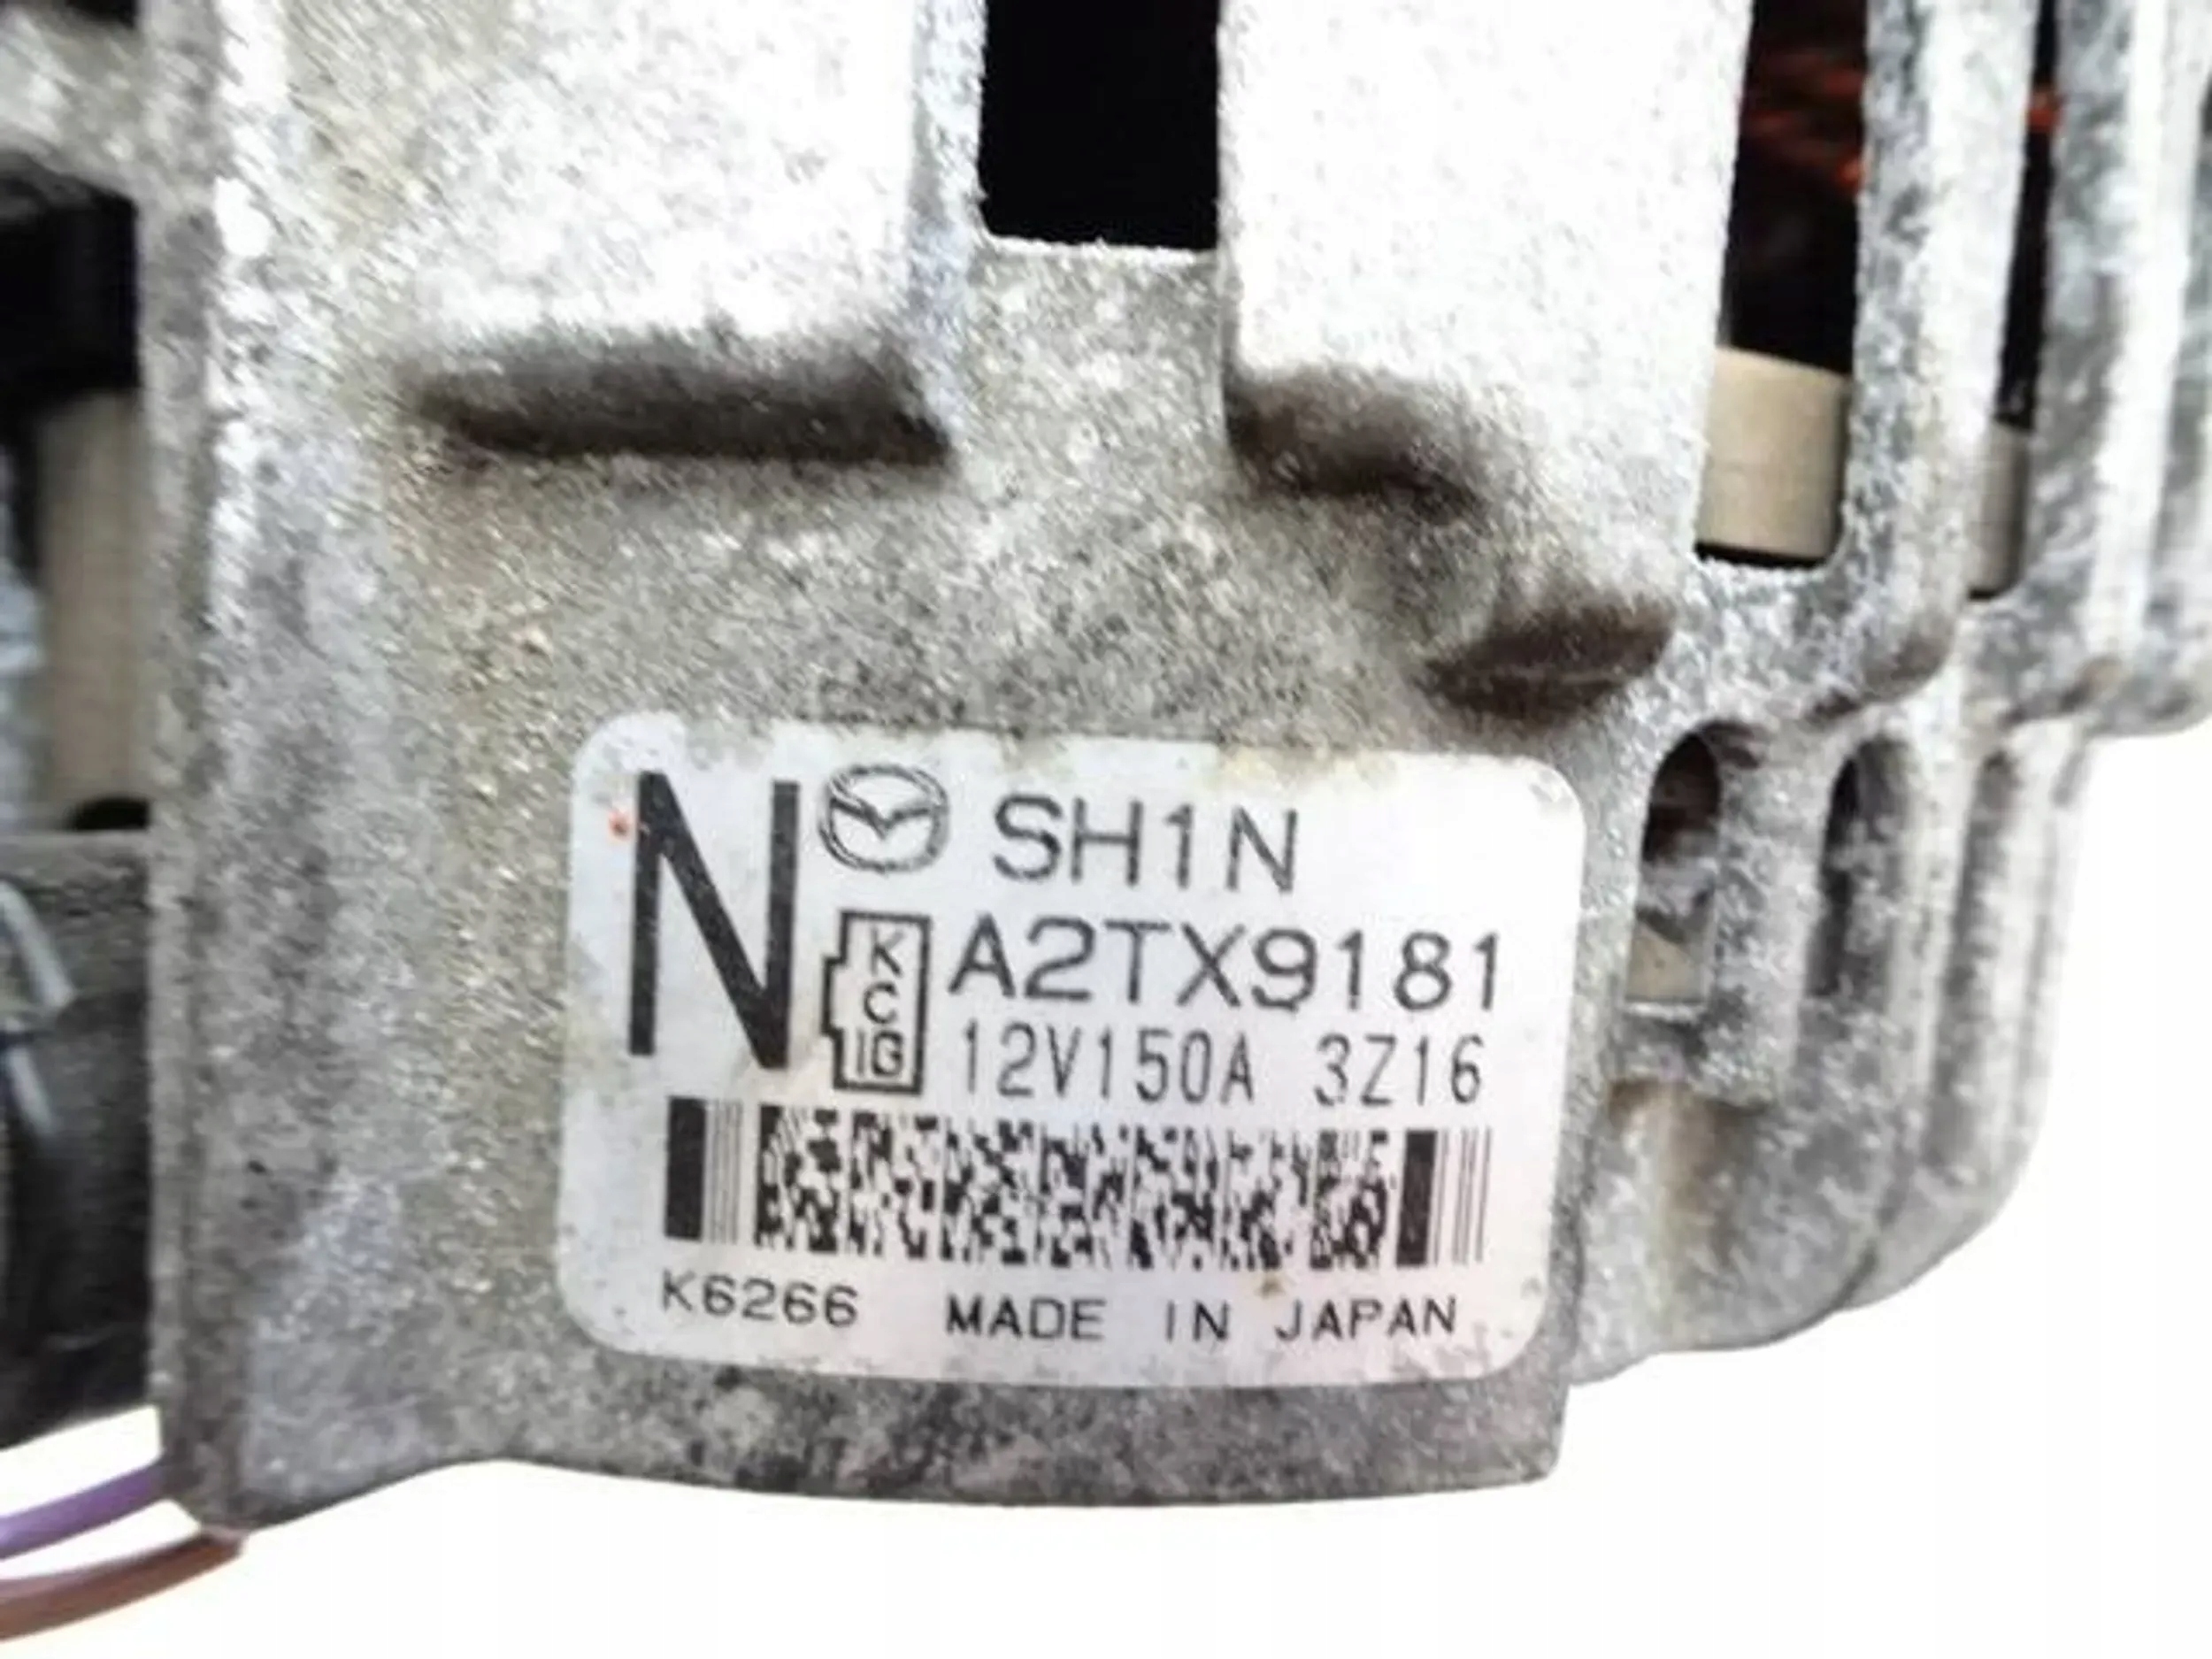 N SH1N
KC A2TX9181
IG B 12V150A 3Z16
K6266 MADE IN JAPAN